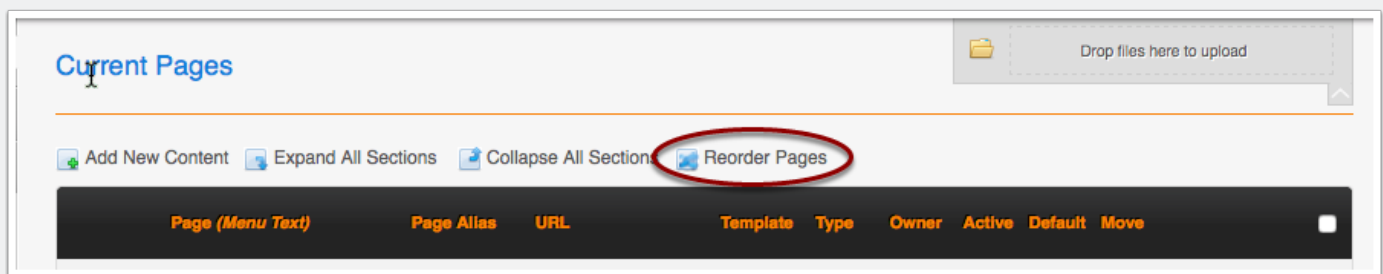 Drop files here to upload
Current Pages
Add New Content Expand All Sections Collapse All Sections Reorder Pages
Page (Menu Text) Page Alias URL Template Type Owner Active Default Move